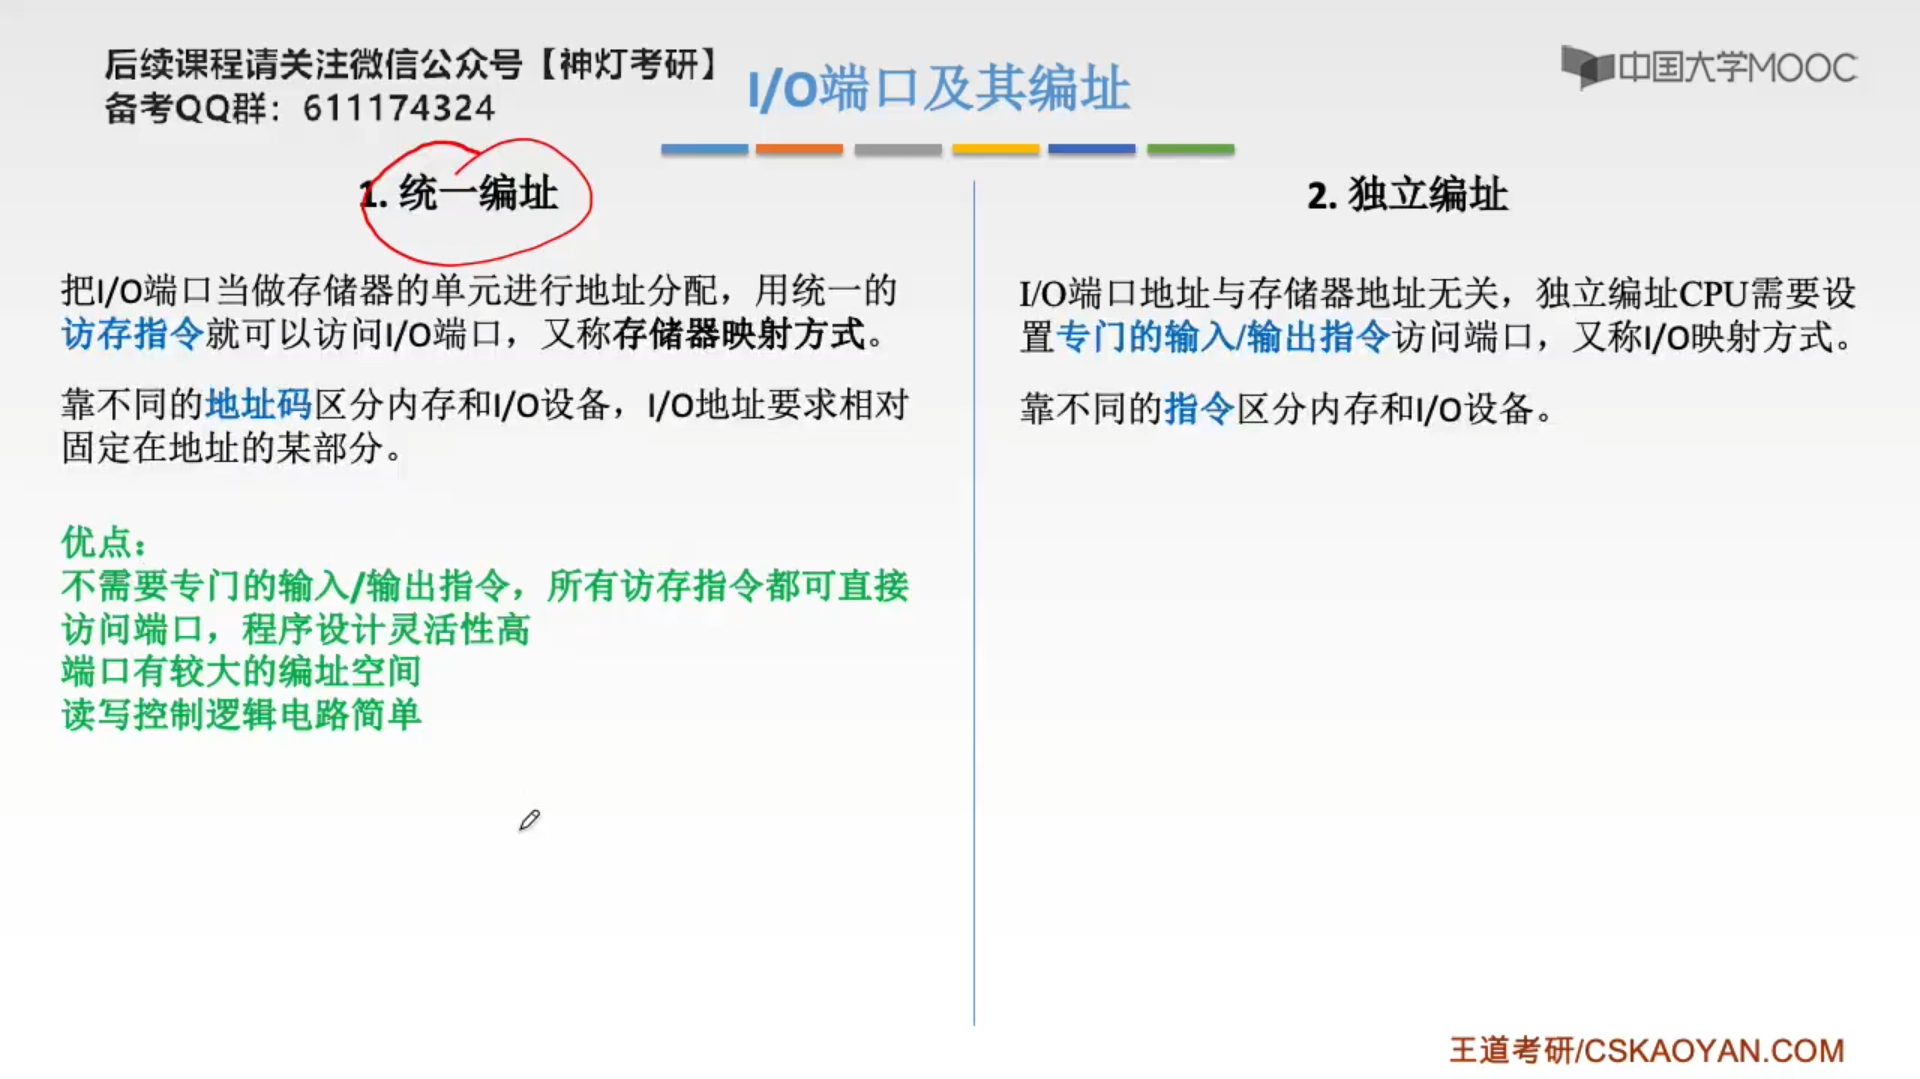 后续课程请关注微信公众号【神灯考研】
备考QQ群：611174324
I/O端口及其编址
中国大学MOOC
1. 统一编址
把I/O端口当做存储器的单元进行地址分配，用统一的
访存指令就可以访问I/O端口，又称存储器映射方式。
靠不同的地址码区分内存和I/O设备，I/O地址要求相对
固定在地址的某部分。
优点：
不需要专门的输入/输出指令，所有访存指令都可直接
访问端口，程序设计灵活性高
端口有较大的编址空间
读写控制逻辑电路简单
2. 独立编址
I/O端口地址与存储器地址无关，独立编址CPU需要设
置专门的输入/输出指令访问端口，又称I/O映射方式。
靠不同的指令区分内存和I/O设备。
王道考研/CSKAOYAN.COM